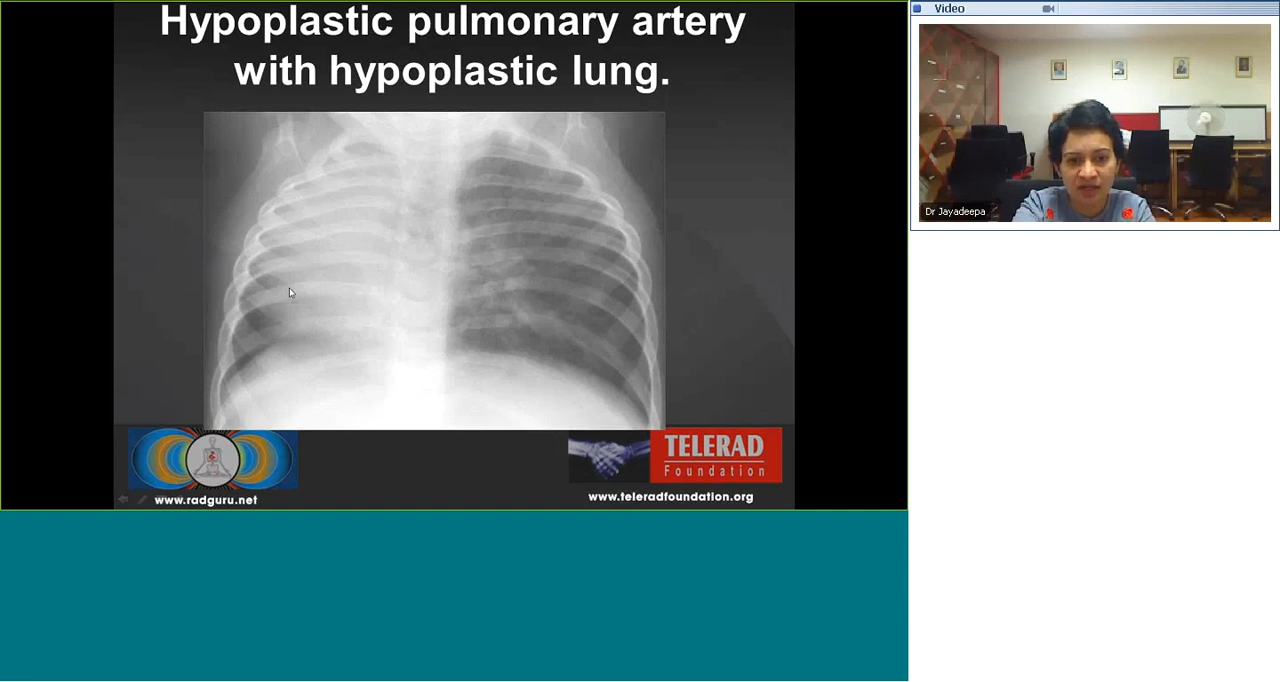 Hypoplastic pulmonary artery
with hypoplastic lung.
www.radguru.net
TELERAD
Foundation
www.teleradfoundation.org
Video
Dr Jayadeepa